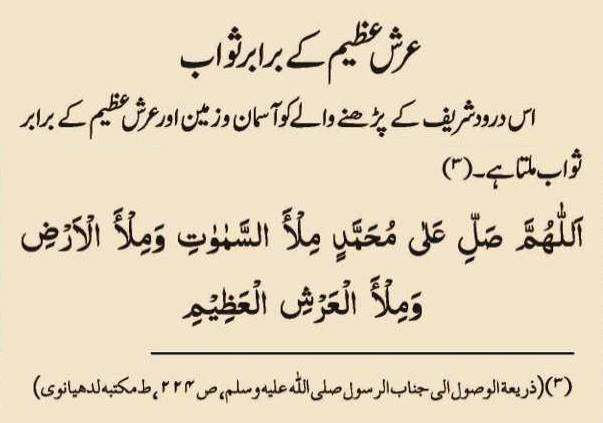 عرش عظیم کے برابر ثواب
اس درود شریف کے پڑھنے والے کو آسمان و زمین اور عرش عظیم کے برابر
ثواب ملتا ہے۔(۳)
اَللّٰهُمَّ صَلِّ عَلٰی مُحَمَّدٍ مِلْأَ السَّمٰوٰتِ وَمِلْأَ الْاَرْضِ
وَمِلْأَ الْعَرْشِ الْعَظِیْمِ
(۳)(ذریعة الوصول الی جناب الرسول صلی اللہ علیہ وسلم، ص ۲۲۴، ط مکتبہ لدھیانوی)